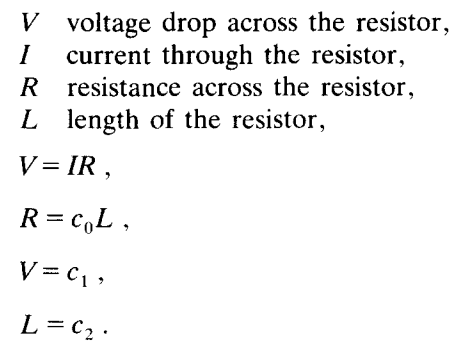 V voltage drop across the resistor,
I current through the resistor,
R resistance across the resistor,
L length of the resistor,
V = IR ,
R = c₀L ,
V = c₁ ,
L = c₂ .